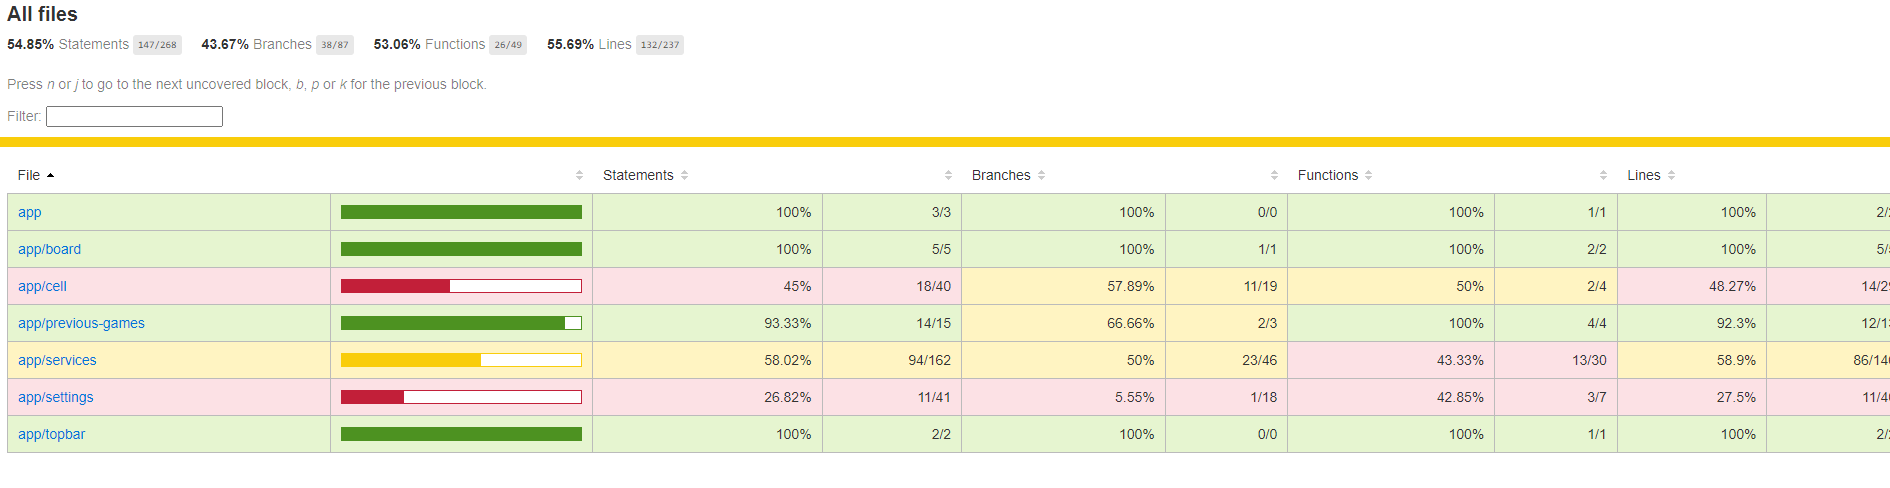 All files
54.85% Statements 147/268 43.67% Branches 38/87 53.06% Functions 26/49 55.69% Lines 132/237
Press n or j to go to the next uncovered block, b, p or k for the previous block.
Filter:
File Statements Branches Functions Lines
app 100% 3/3 100% 0/0 100% 1/1 100% 2/
app/board 100% 5/5 100% 1/1 100% 2/2 100% 5/
app/cell 45% 18/40 57.89% 11/19 50% 2/4 48.27% 14/2
app/previous-games 93.33% 14/15 66.66% 2/3 100% 4/4 92.3% 12/1
app/services 58.02% 94/162 50% 23/46 43.33% 13/30 58.9% 86/14
app/settings 26.82% 11/41 5.55% 1/18 42.85% 3/7 27.5% 11/4
app/topbar 100% 2/2 100% 0/0 100% 1/1 100% 2/